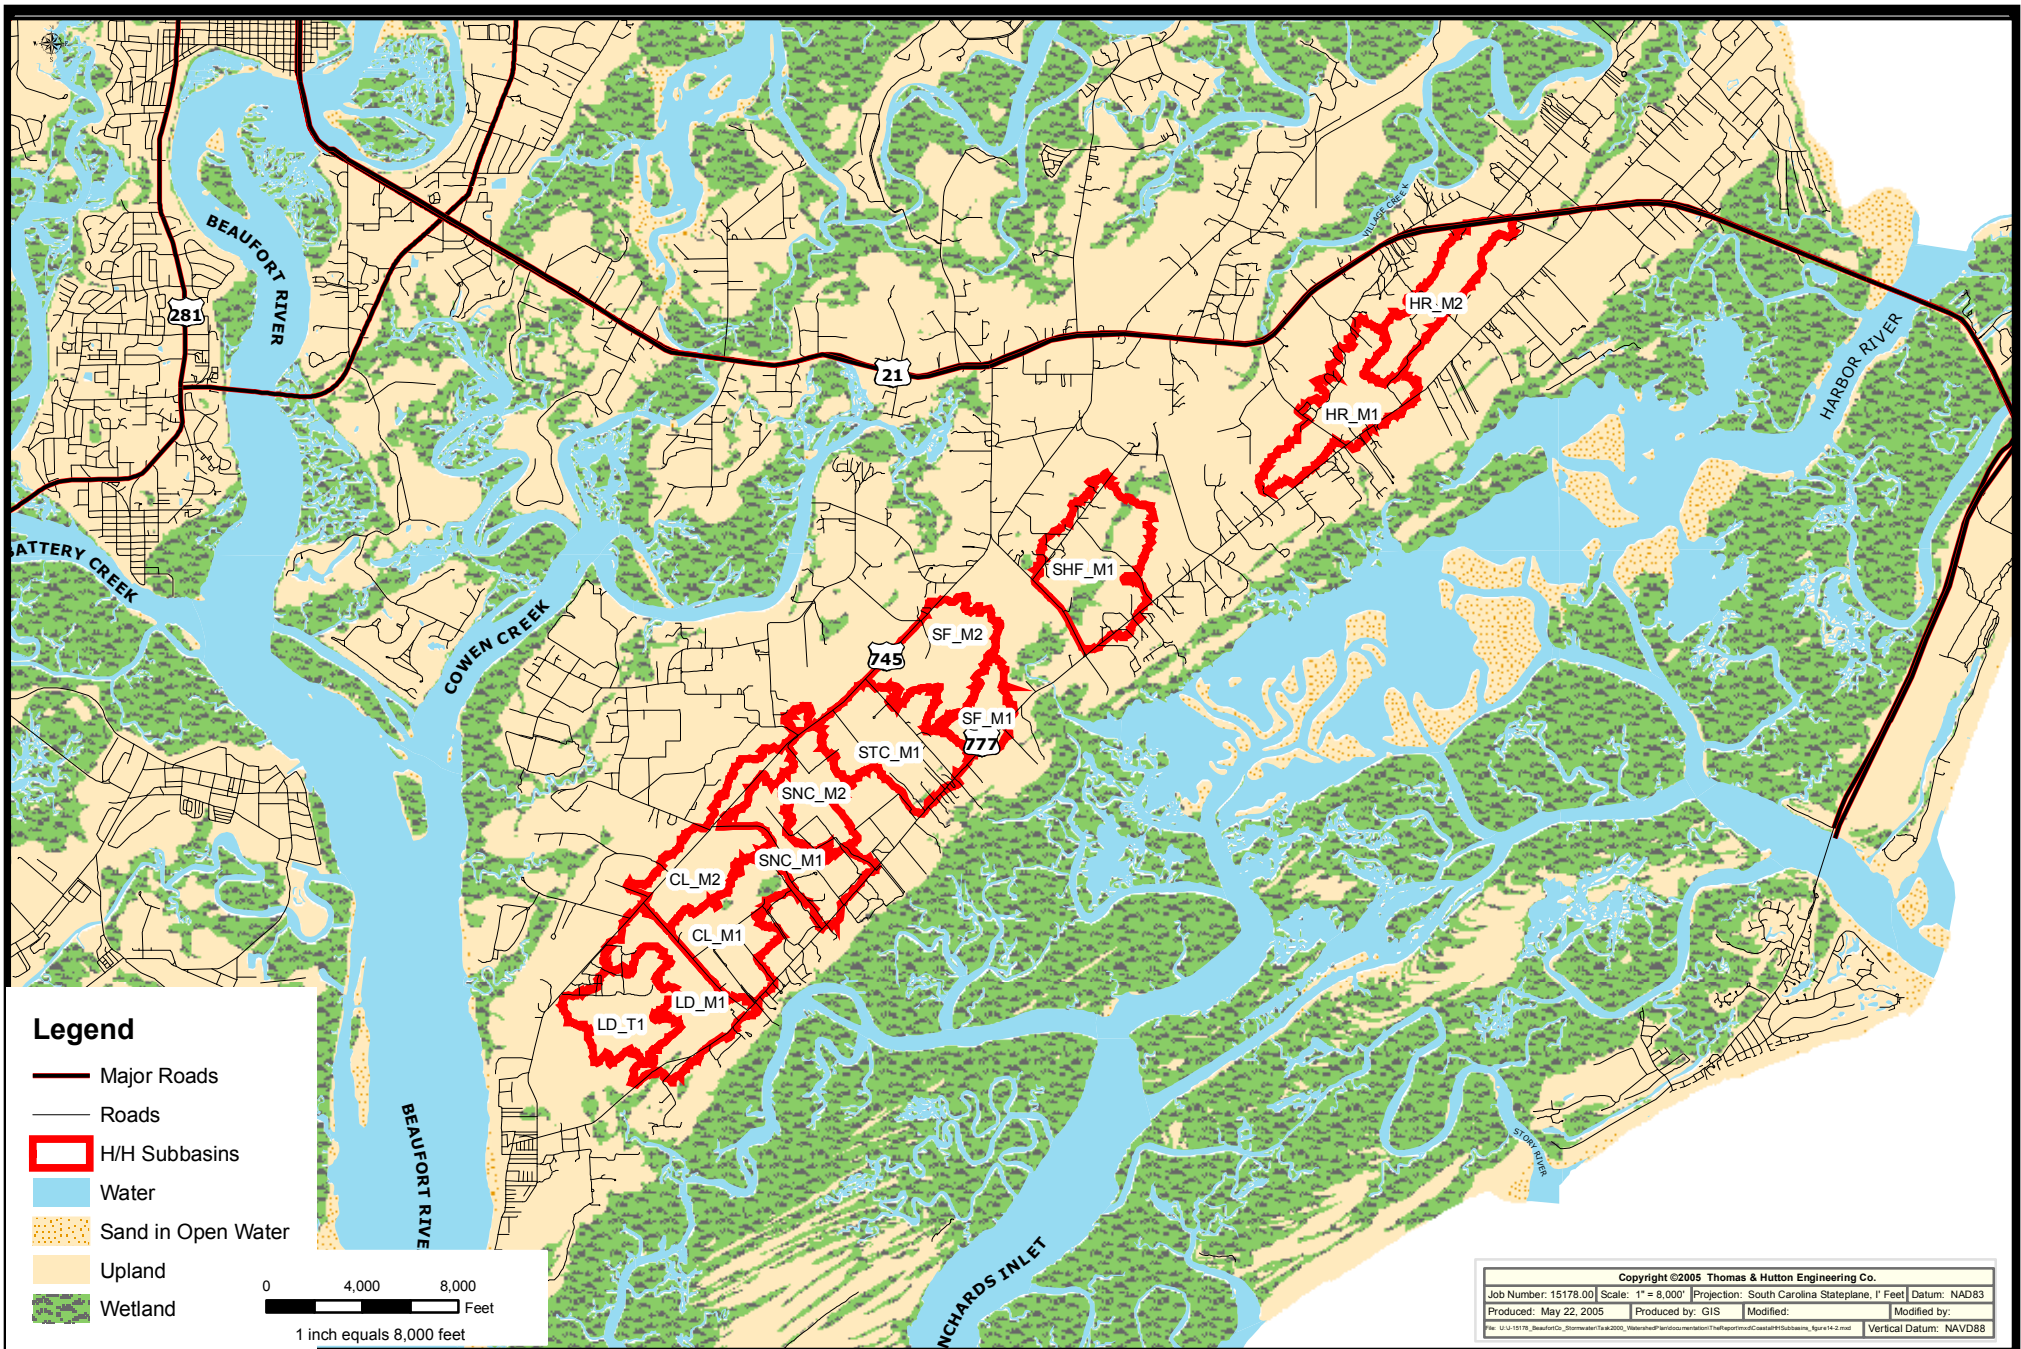 BEAUFORT RIVER
281
21
VILLAGE CREEK
HR_M2
HARBOR RIVER
HR_M1
BATTERY CREEK
COWEN CREEK
SHF_M1
SF_M2
745
SF_M1
777
STC_M1
SNC_M2
SNC_M1
CL_M2
CL_M1
LD_M1
LD_T1
BEAUFORT RIVE
STORY RIVER
NCHARDS INLET
Legend
Major Roads
Roads
H/H Subbasins
Water
Sand in Open Water
Upland
Wetland
0 4,000 8,000
Feet
1 inch equals 8,000 feet
Copyright ©2005 Thomas & Hutton Engineering Co.
Job Number: 15178.00 Scale: 1" = 8,000' Projection: South Carolina Stateplane, I' Feet Datum: NAD83
Produced: May 22, 2005 Produced by: GIS Modified: Modified by:
Vertical Datum: NAVD88